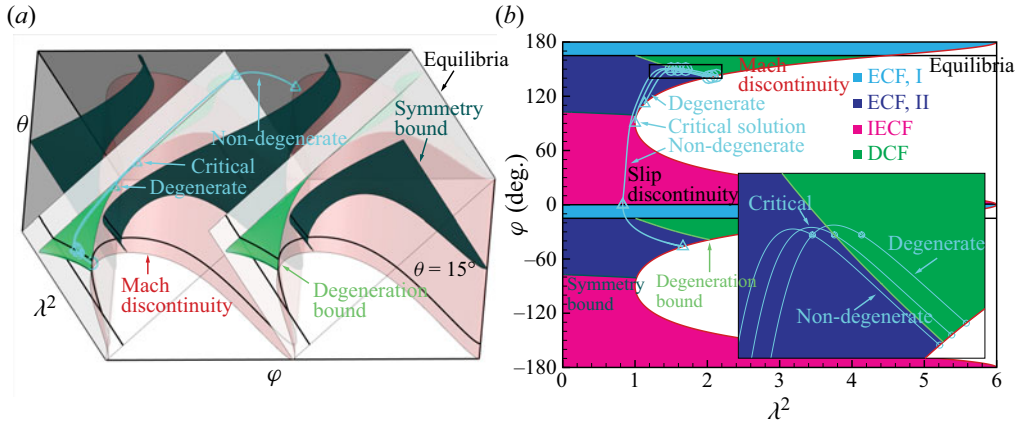 (a)
Equilibria
Symmetry
bound
θ
Non-degenerate
Critical
Degenerate
θ = 15°
Mach
discontinuity
Degeneration
bound
λ²
φ
(b)
180
120
60
0
–60
–120
–180
φ (deg.)
0
1
2
3
4
5
6
λ²
Equilibria
Mach
discontinuity
ECF, I
ECF, II
IECF
DCF
Degenerate
Critical solution
Non-degenerate
Slip
discontinuity
Symmetry
bound
Degeneration
bound
Critical
Degenerate
Non-degenerate